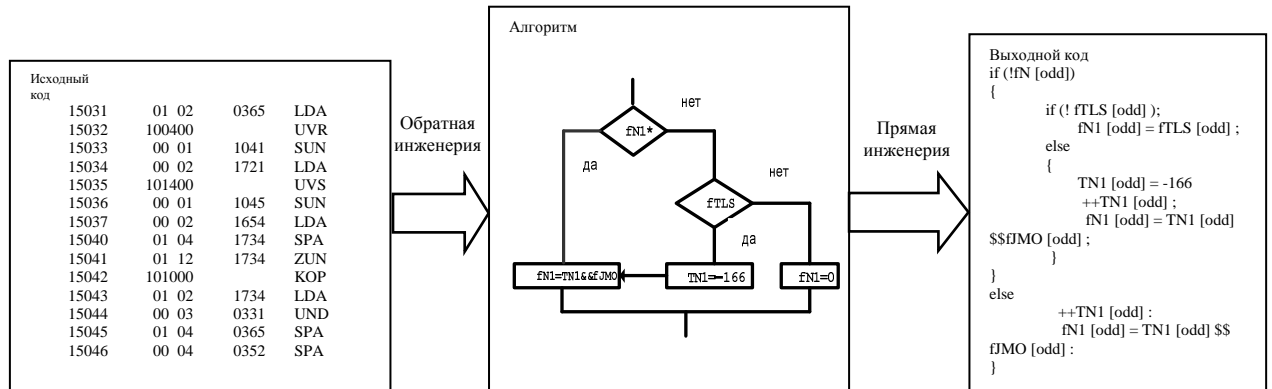 Исходный
код
15031 01 02 0365 LDA
15032 100400 UVR
15033 00 01 1041 SUN
15034 00 02 1721 LDA
15035 101400 UVS
15036 00 01 1045 SUN
15037 00 02 1654 LDA
15040 01 04 1734 SPA
15041 01 12 1734 ZUN
15042 101000 KOP
15043 01 02 1734 LDA
15044 00 03 0331 UND
15045 01 04 0365 SPA
15046 00 04 0352 SPA
Обратная
инженерия
Алгоритм
нет
fN1*
да
нет
fTLS
да
fN1=TN1&&fJMO
TN1=-166
fN1=0
Прямая
инженерия
Выходной код
if (!fN [odd])
{
if (! fTLS [odd] );
fN1 [odd] = fTLS [odd] ;
else
{
TN1 [odd] = -166
++TN1 [odd] ;
fN1 [odd] = TN1 [odd]
$$fJMO [odd] ;
}
}
else
++TN1 [odd] :
fN1 [odd] = TN1 [odd] $$
fJMO [odd] :
}